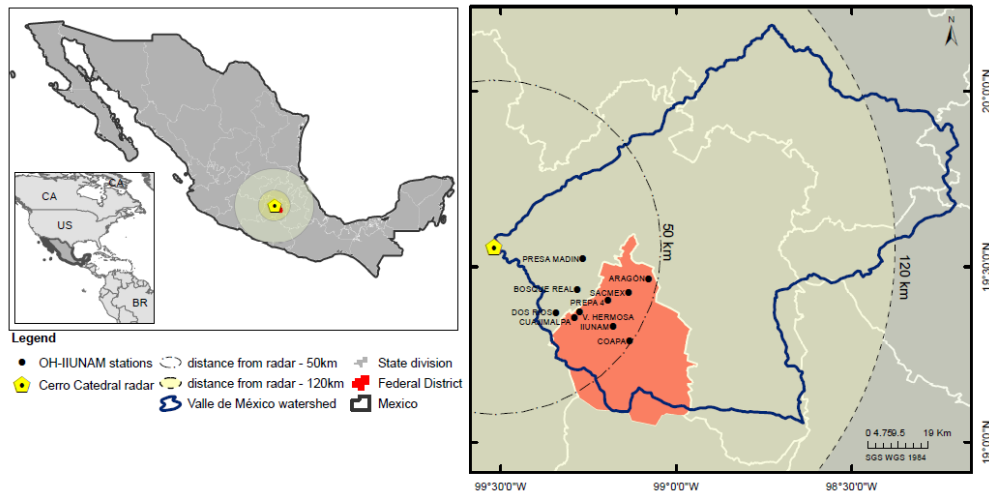 CA
CA
US
BR
Legend
OH-IIUNAM stations
distance from radar - 50km
State division
Cerro Catedral radar
distance from radar - 120km
Federal District
Valle de México watershed
Mexico
N
20°0'0"N
50 km
120 km
PRESA MADIN
ARAGÓN
BOSQUE REAL
SACMEX
PREPA 4
DOS RIOS
V. HERMOSA
CUAJIMALPA
IIUNAM
COAPA
19°30'0"N
0 4.759.5 19 Km
SGS WGS 1984
19°0'0"N
99°30'0"W
99°0'0"W
98°30'0"W